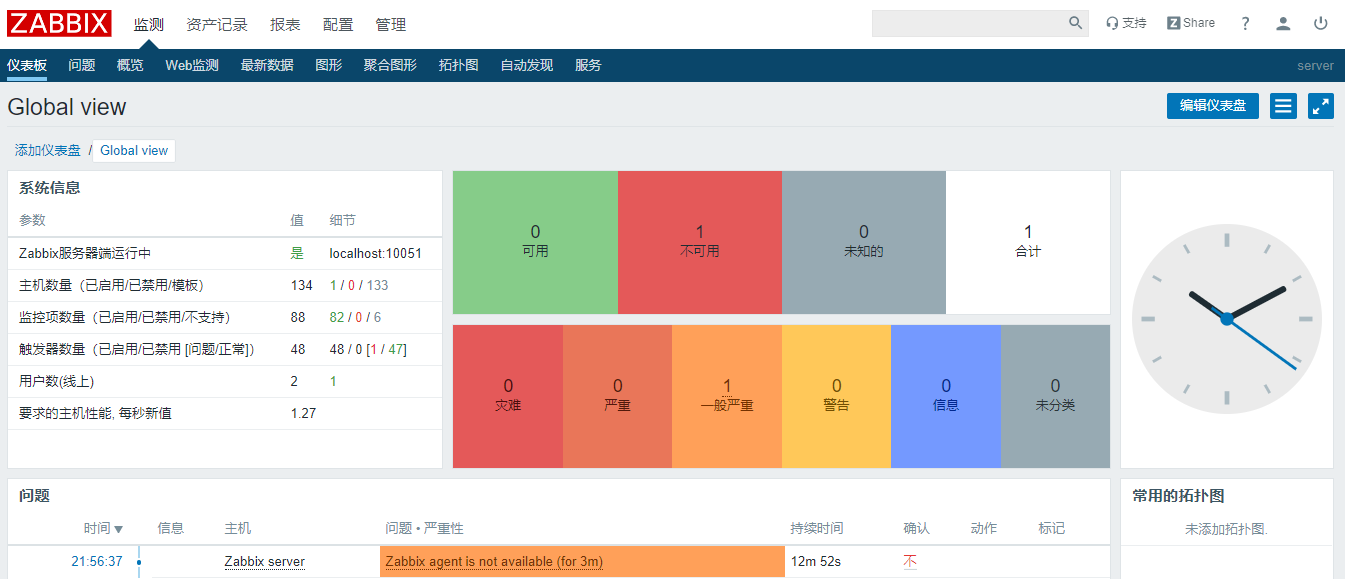 ZABBIX 监测 资产记录 报表 配置 管理 支持 Z Share ?
仪表板 问题 概览 Web监测 最新数据 图形 聚合图形 拓扑图 自动发现 服务 server
Global view 编辑仪表盘
添加仪表盘 / Global view
系统信息
参数 值 细节
Zabbix服务器端运行中 是 localhost:10051
主机数量（已启用/已禁用/模板） 134 1 / 0 / 133
监控项数量（已启用/已禁用/不支持） 88 82 / 0 / 6
触发器数量（已启用/已禁用 [问题/正常]） 48 48 / 0 [1 / 47]
用户数(线上) 2 1
要求的主机性能, 每秒新值 1.27
0 1 0 1
可用 不可用 未知的 合计
0 0 1 0 0 0
灾难 严重 一般严重 警告 信息 未分类
问题
时间 信息 主机 问题 • 严重性 持续时间 确认 动作 标记
21:56:37 Zabbix server Zabbix agent is not available (for 3m) 12m 52s 不
常用的拓扑图
未添加拓扑图.